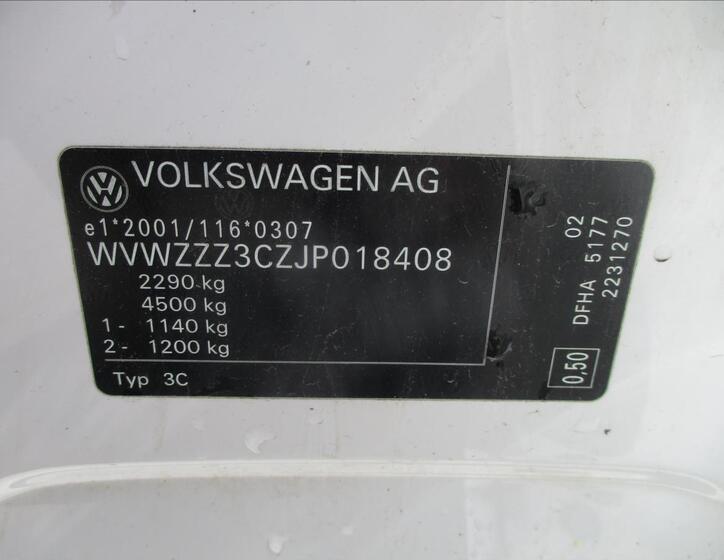 VOLKSWAGEN AG
e1*2001/116*0307
WVWZZZ3CZJP018408
2290 kg
4500 kg
1 - 1140 kg
2 - 1200 kg
Typ 3C
02
DFHA 5177
2231270
0,50